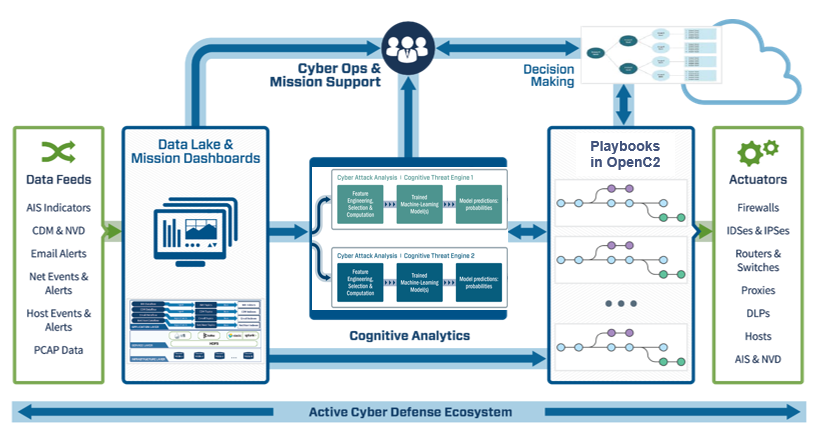 Cyber Ops &
Mission Support
Decision
Making
Data Feeds
AIS Indicators
CDM & NVD
Email Alerts
Net Events &
Alerts
Host Events &
Alerts
PCAP Data
Data Lake &
Mission Dashboards
HDFS
Cyber Attack Analysis | Cognitive Threat Engine 1
Feature
Engineering,
Selection &
Computation
Trained
Machine-Learning
Model(s)
Model predictions:
probabilities
Cyber Attack Analysis | Cognitive Threat Engine 2
Feature
Engineering,
Selection &
Computation
Trained
Machine-Learning
Model(s)
Model predictions:
probabilities
Cognitive Analytics
Playbooks
in OpenC2
Actuators
Firewalls
IDSes & IPSes
Routers &
Switches
Proxies
DLPs
Hosts
AIS & NVD
Active Cyber Defense Ecosystem